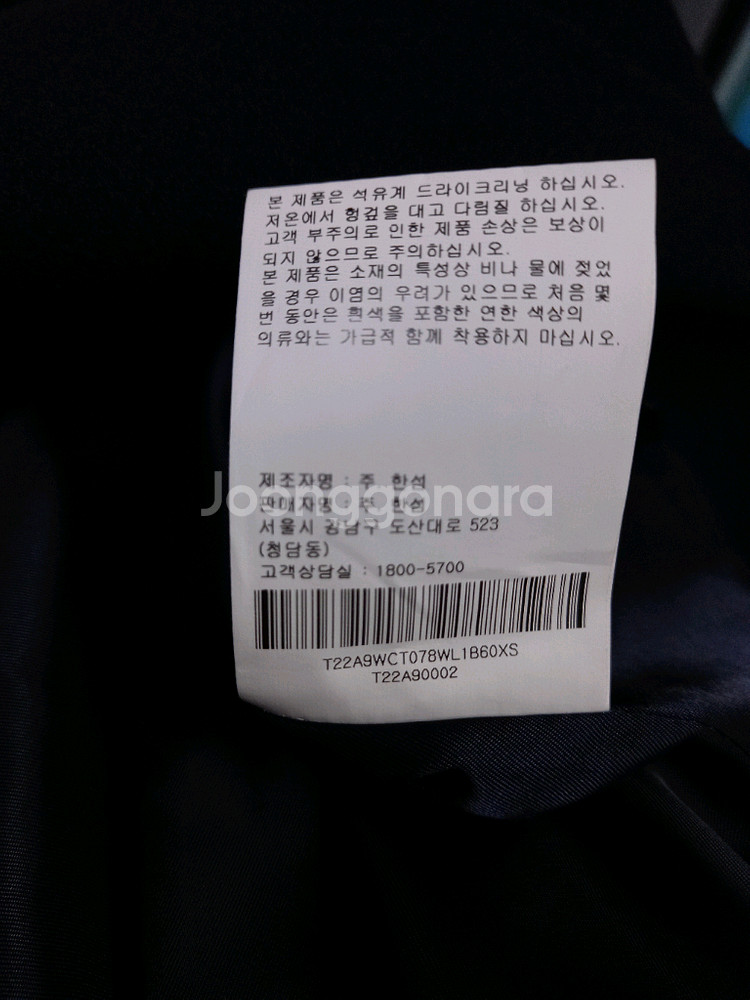 본 제품은 석유계 드라이크리닝 하십시오.
저온에서 헝겊을 대고 다림질 하십시오.
고객 부주의로 인한 제품 손상은 보상이
되지 않으므로 주의하십시오.
본 제품은 소재의 특성상 비나 물에 젖었
을 경우 이염의 우려가 있으므로 처음 몇
번 동안은 흰색을 포함한 연한 색상의
의류와는 가급적 함께 착용하지 마십시오.
제조자명 : 주 한섬
Joonggonara
판매자명 : 주 한섬
서울시 강남구 도산대로 523
(청담동)
고객상담실 : 1800-5700
T22A9WCT078WL1B60XS
T22A90002